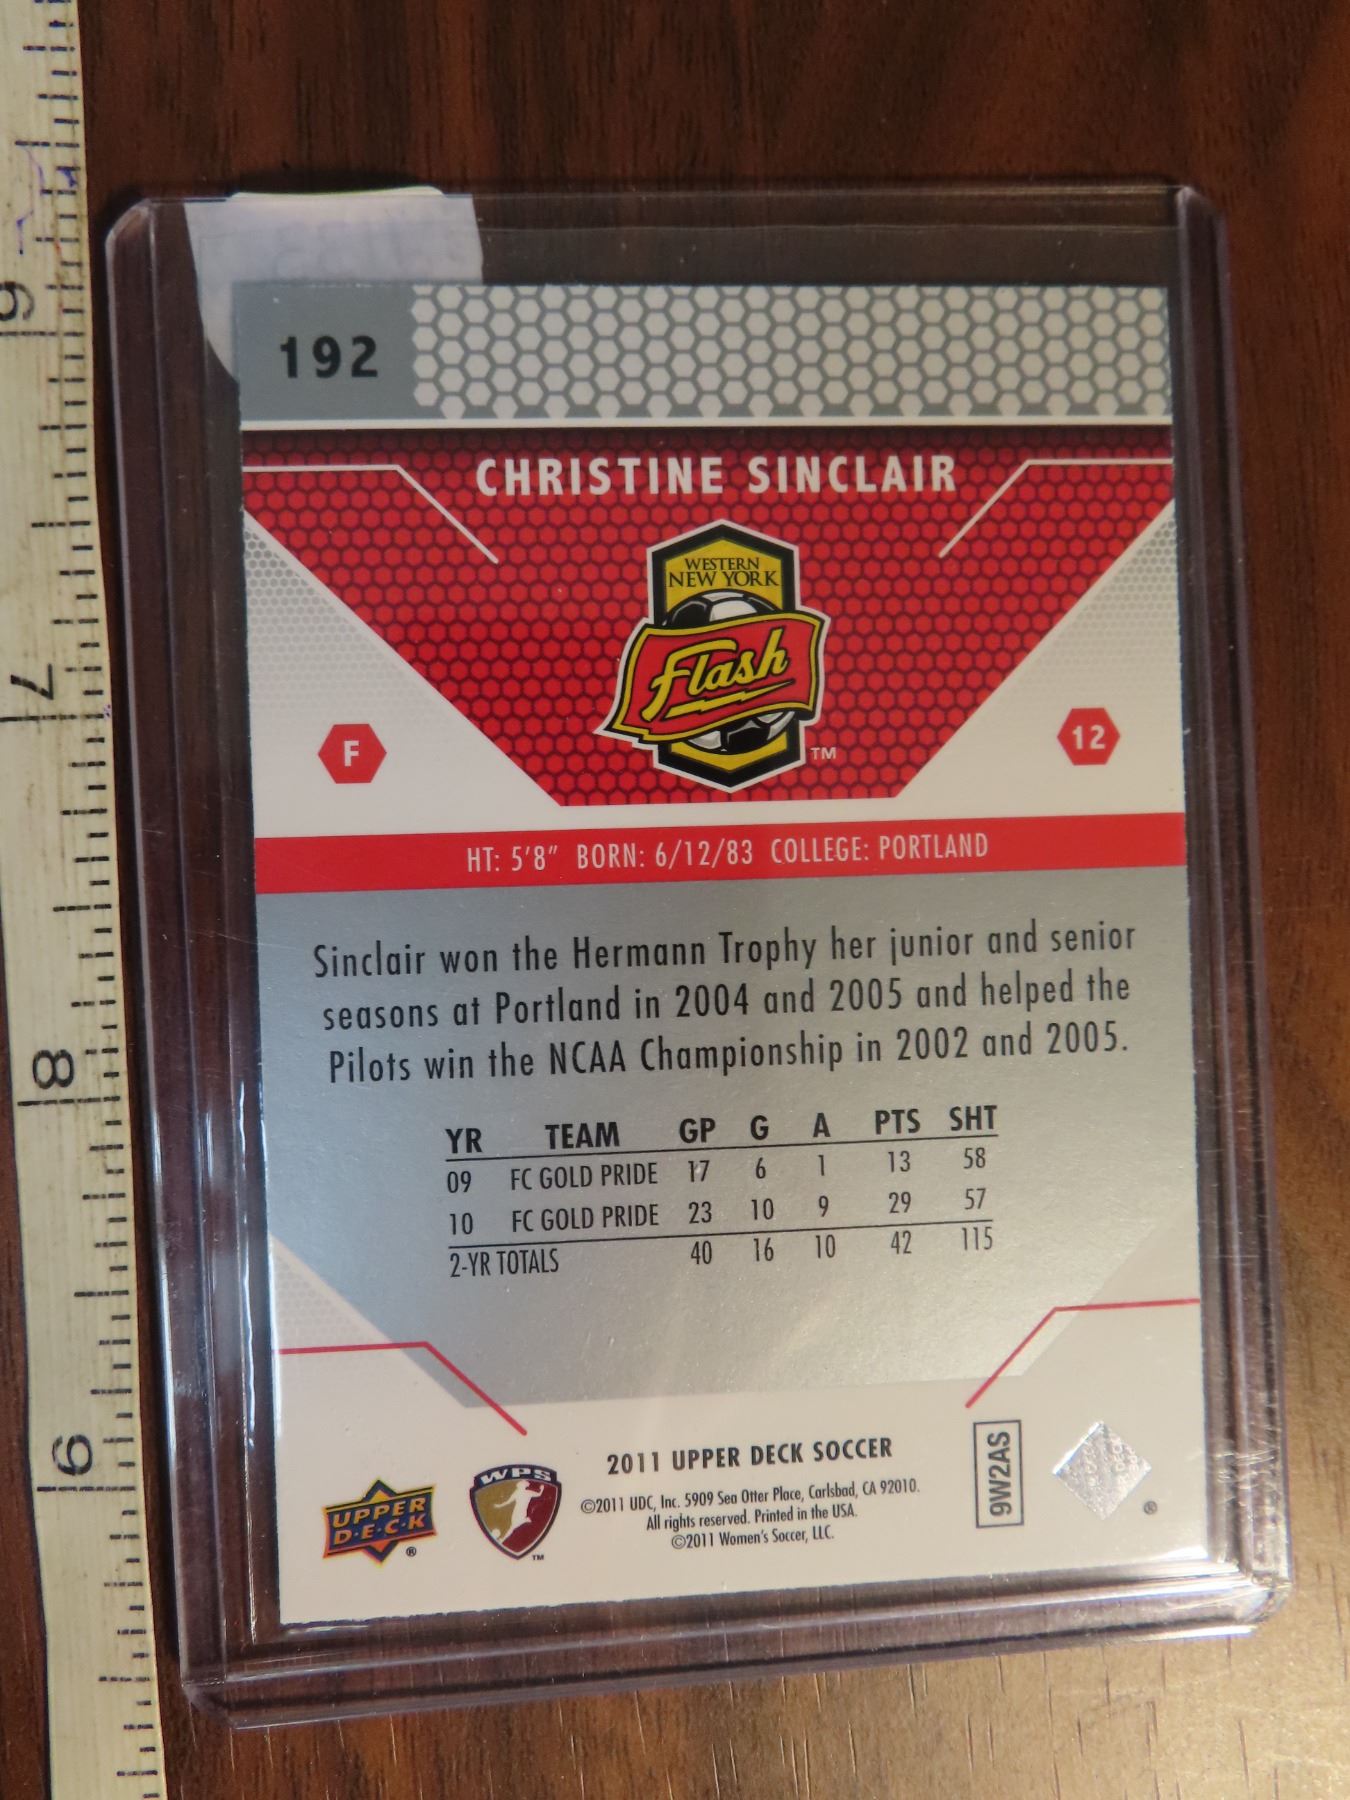 192
CHRISTINE SINCLAIR
WESTERN
NEW YORK
Flash
TM
F
12
HT: 5'8" BORN: 6/12/83 COLLEGE: PORTLAND
Sinclair won the Hermann Trophy her junior and senior
seasons at Portland in 2004 and 2005 and helped the
Pilots win the NCAA Championship in 2002 and 2005.
YR TEAM GP G A PTS SHT
09 FC GOLD PRIDE 17 6 1 13 58
10 FC GOLD PRIDE 23 10 9 29 57
2-YR TOTALS 40 16 10 42 115
2011 UPPER DECK SOCCER
©2011 UDC, Inc. 5909 Sea Otter Place, Carlsbad, CA 92010.
All rights reserved. Printed in the USA.
©2011 Women's Soccer, LLC.
UPPER
D·E·C·K
®
WPS
TM
9W2AS
®
7
8
9